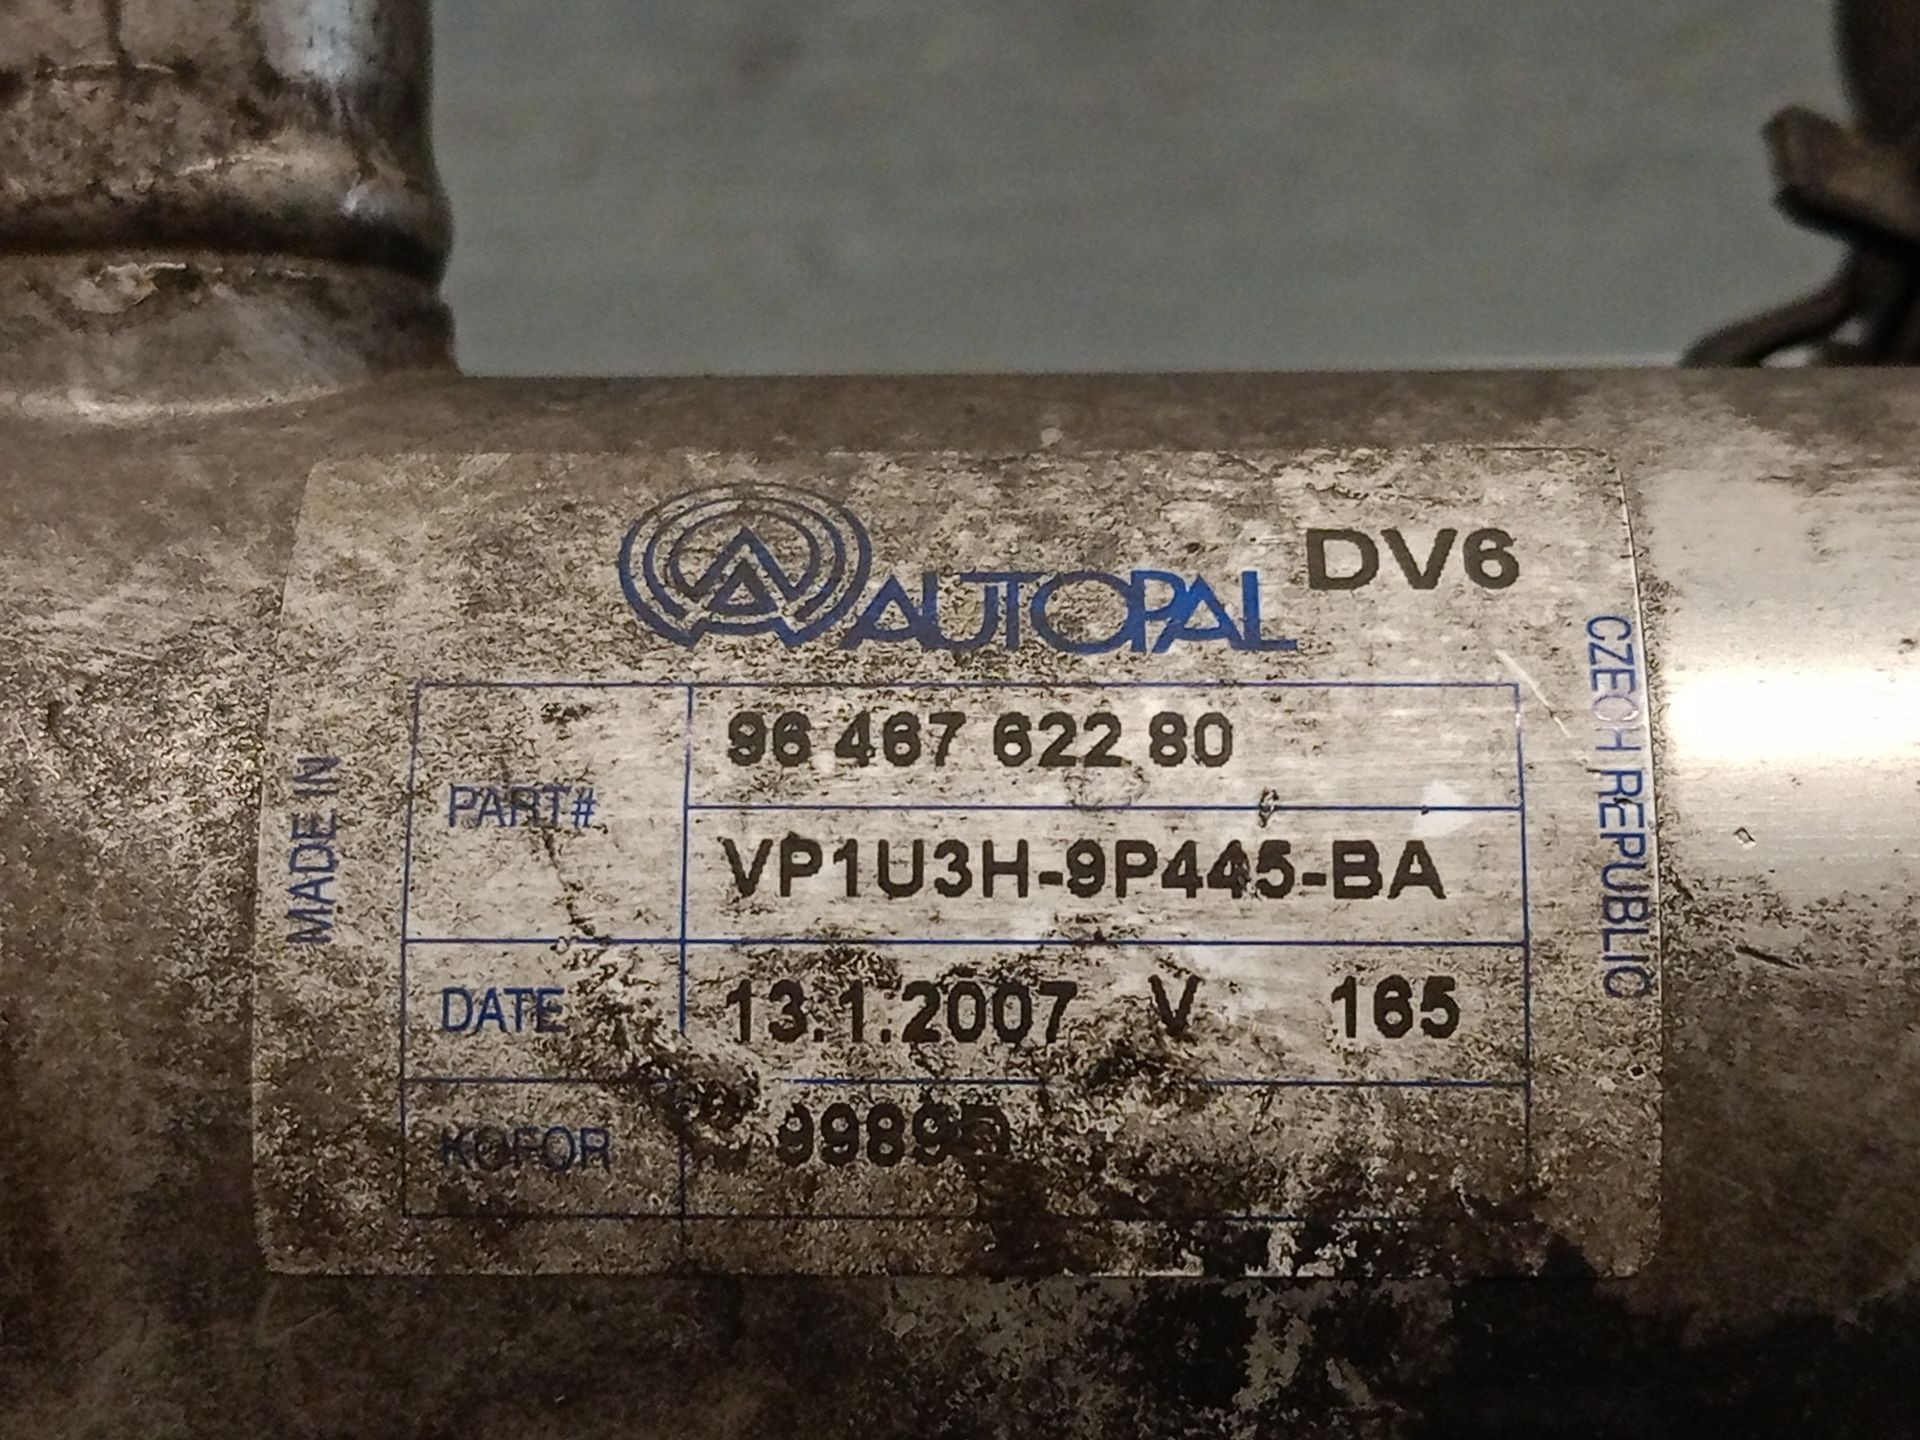 AUTOPAL DV6
MADE IN
CZECH REPUBLIC
PART# 96 467 622 80
VP1U3H-9P445-BA
DATE 13.1.2007 V 165
KOFOR